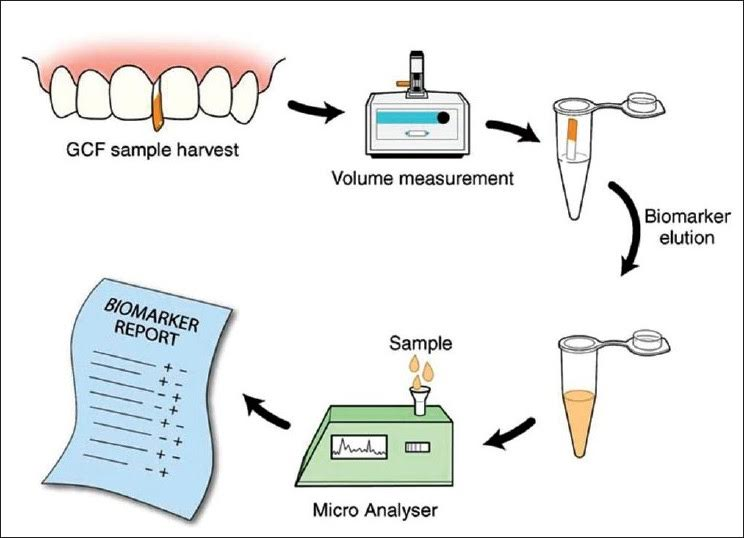 GCF sample harvest
Volume measurement
Biomarker
elution
Sample
Micro Analyser
BIOMARKER
REPORT
+ -
- +
+ -
- +
+ -
- +
- +
- +